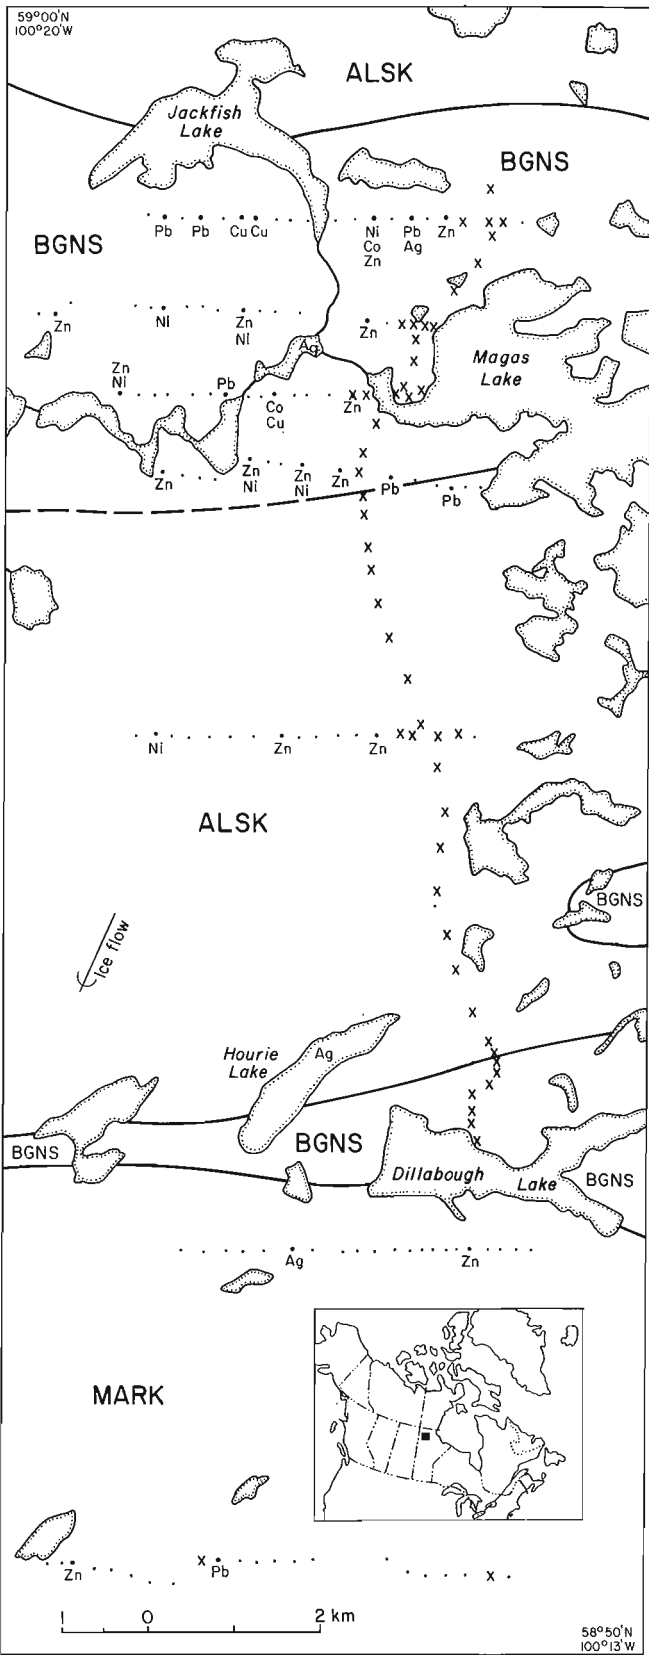 59°00'N
100°20'W
ALSK
Jackfish
Lake
BGNS
BGNS
Pb Pb Cu Cu Ni Pb Zn
Co Ag
Zn
x x x x x
Zn Ni Zn Zn
Ni
x x x x x
Ag
Magas
Lake
Zn
Ni
Pb Co Zn
Cu
x x x x x x
Zn Zn Zn Zn Pb Pb
Ni Ni
x x x x x x x x x
Ni Zn Zn
x x x x x
ALSK
x x x x
BGNS
Ice flow
x x x
Hourie
Lake
Ag
x x x x x
BGNS
BGNS
x x x x
Dillabough Lake
BGNS
Ag Zn
MARK
Zn x Pb x
1 0 2 km
58°50'N
100°13'W